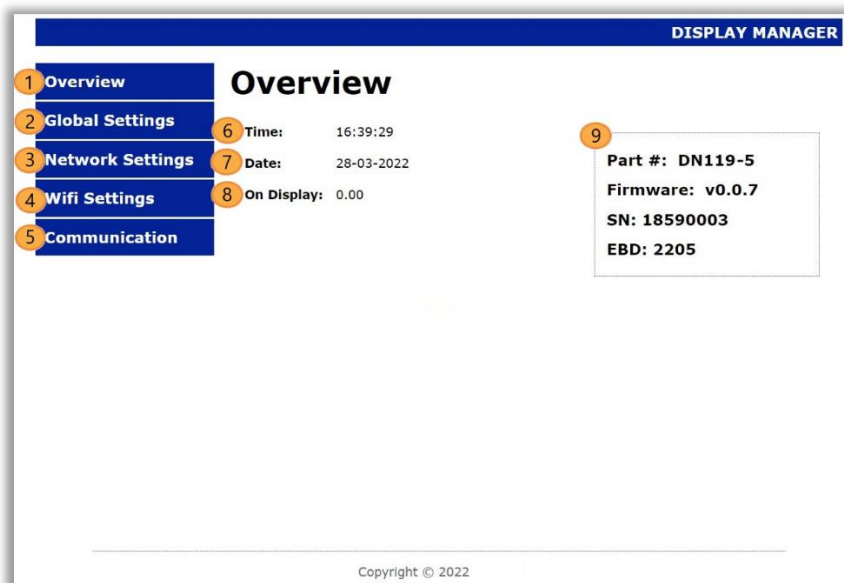 DISPLAY MANAGER
1 Overview
2 Global Settings
3 Network Settings
4 Wifi Settings
5 Communication
Overview
6 Time: 16:39:29
7 Date: 28-03-2022
8 On Display: 0.00
9
Part #: DN119-5
Firmware: v0.0.7
SN: 18590003
EBD: 2205
Copyright © 2022